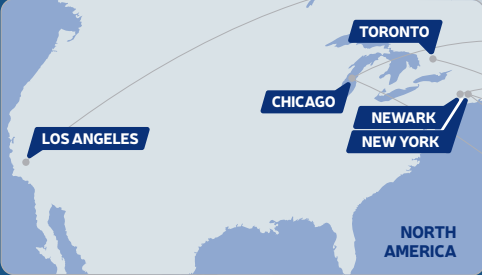 TORONTO
CHICAGO
NEWARK
NEW YORK
LOS ANGELES
NORTH
AMERICA